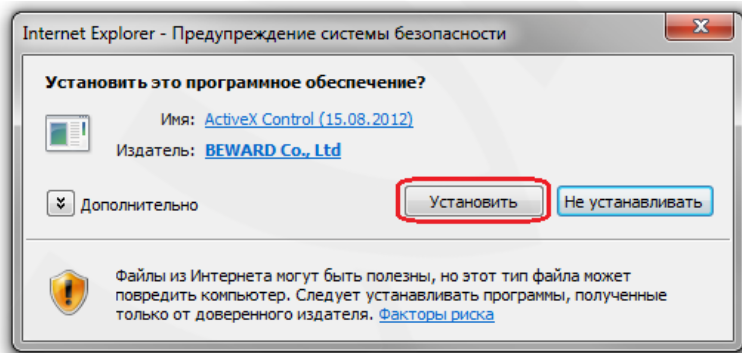 Internet Explorer - Предупреждение системы безопасности
Установить это программное обеспечение?
Имя: ActiveX Control (15.08.2012)
Издатель: BEWARD Co., Ltd
Дополнительно
Установить
Не устанавливать
Файлы из Интернета могут быть полезны, но этот тип файла может
повредить компьютер. Следует устанавливать программы, полученные
только от доверенного издателя. Факторы риска